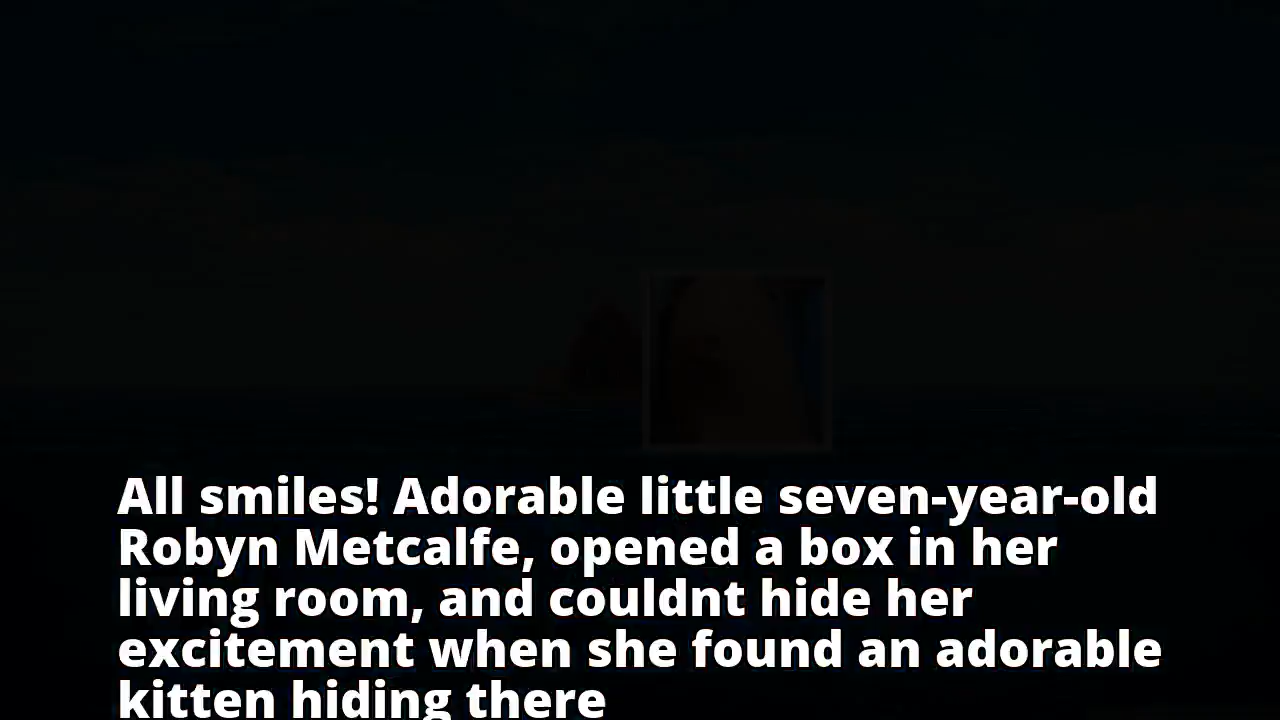 All smiles! Adorable little seven-year-old
Robyn Metcalfe, opened a box in her
living room, and couldnt hide her
excitement when she found an adorable
kitten hiding there